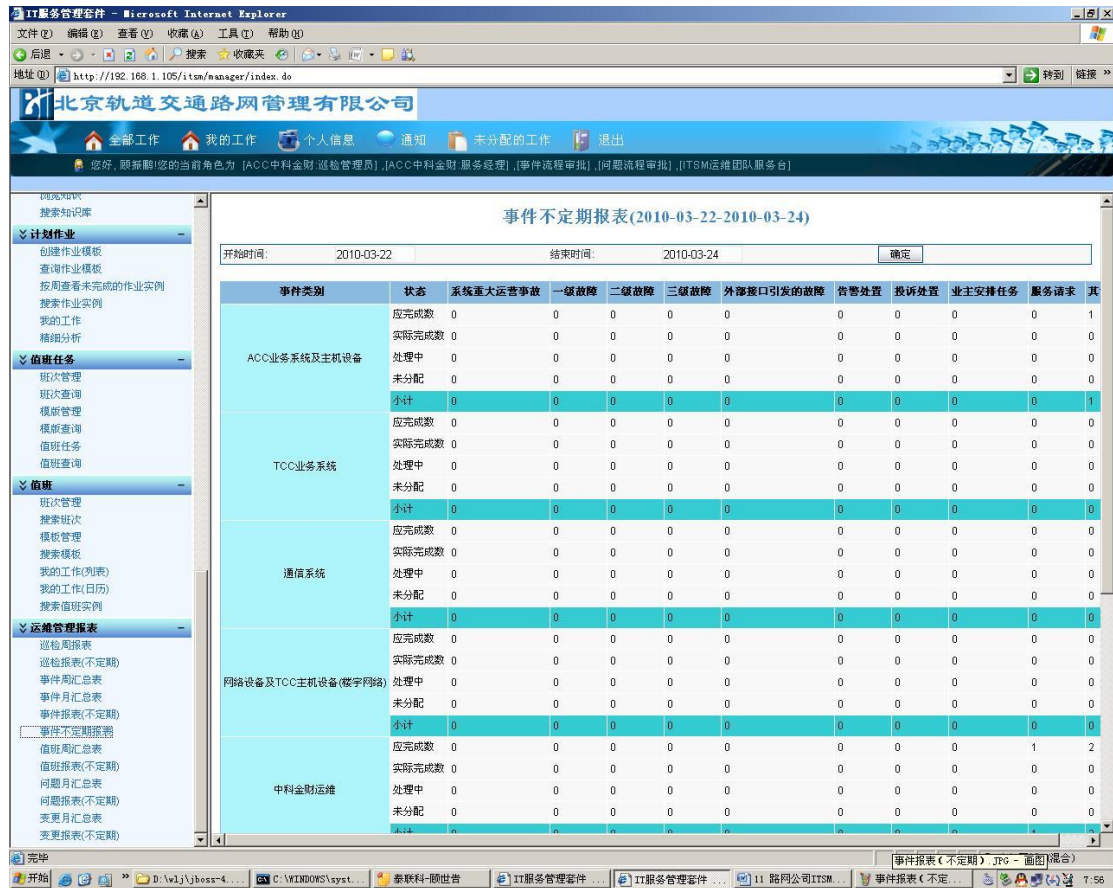 IT服务管理套件 - Microsoft Internet Explorer
文件(F) 编辑(E) 查看(V) 收藏(A) 工具(T) 帮助(H)
后退 搜索 收藏夹
地址(D) http://192.168.1.105/itsm/manager/index.do 转到 链接 »
北京轨道交通路网管理有限公司
全部工作 我的工作 个人信息 通知 未分配的工作 退出
您好,顾振鹏!您的当前角色为 [ACC中科金财:巡检管理员],[ACC中科金财:服务经理],[事件流程审批],[问题流程审批],[ITSM运维团队服务台]
浏览知识
搜索知识库
计划作业
创建作业模板
查询作业模板
按周查看未完成的作业实例
搜索作业实例
我的工作
精细分析
值班任务
班次管理
班次查询
模版管理
模版查询
值班任务
值班查询
值班
班次管理
搜索班次
模板管理
搜索模板
我的工作(列表)
我的工作(日历)
搜索值班实例
运维管理报表
巡检周报表
巡检报表(不定期)
事件周汇总表
事件月汇总表
事件报表(不定期)
事件不定期报表
值班周汇总表
值班报表(不定期)
问题月汇总表
问题报表(不定期)
变更月汇总表
变更报表(不定期)
事件不定期报表(2010-03-22-2010-03-24)
开始时间: 2010-03-22 结束时间: 2010-03-24 确定
事件类别 状态 系统重大运营事故 一级故障 二级故障 三级故障 外部接口引发的故障 告警处置 投诉处置 业主安排任务 服务请求 其
ACC业务系统及主机设备
应完成数 0 0 0 0 0 0 0 0 0 1
实际完成数 0 0 0 0 0 0 0 0 0 0
处理中 0 0 0 0 0 0 0 0 0 0
未分配 0 0 0 0 0 0 0 0 0 0
小计 0 0 0 0 0 0 0 0 0 1
TCC业务系统
应完成数 0 0 0 0 0 0 0 0 0 0
实际完成数 0 0 0 0 0 0 0 0 0 0
处理中 0 0 0 0 0 0 0 0 0 0
未分配 0 0 0 0 0 0 0 0 0 0
小计 0 0 0 0 0 0 0 0 0 0
通信系统
应完成数 0 0 0 0 0 0 0 0 0 0
实际完成数 0 0 0 0 0 0 0 0 0 0
处理中 0 0 0 0 0 0 0 0 0 0
未分配 0 0 0 0 0 0 0 0 0 0
小计 0 0 0 0 0 0 0 0 0 0
网络设备及TCC主机设备(楼宇网络)
应完成数 0 0 0 0 0 0 0 0 0 0
实际完成数 0 0 0 0 0 0 0 0 0 0
处理中 0 0 0 0 0 0 0 0 0 0
未分配 0 0 0 0 0 0 0 0 0 0
小计 0 0 0 0 0 0 0 0 0 0
中科金财运维
应完成数 0 0 0 0 0 0 0 0 1 2
实际完成数 0 0 0 0 0 0 0 0 0 0
处理中 0 0 0 0 0 0 0 0 0 0
未分配 0 0 0 0 0 0 0 0 0 0
完毕
事件报表(不定期).JPG - 画图
混合)
开始 » D:\wlj\jboss-4.... C:\WINDOWS\syst... 泰联科-顾世告 IT服务管理套件 ... IT服务管理套件 ... 11 路网公司ITSM... 事件报表(不定... 7:56